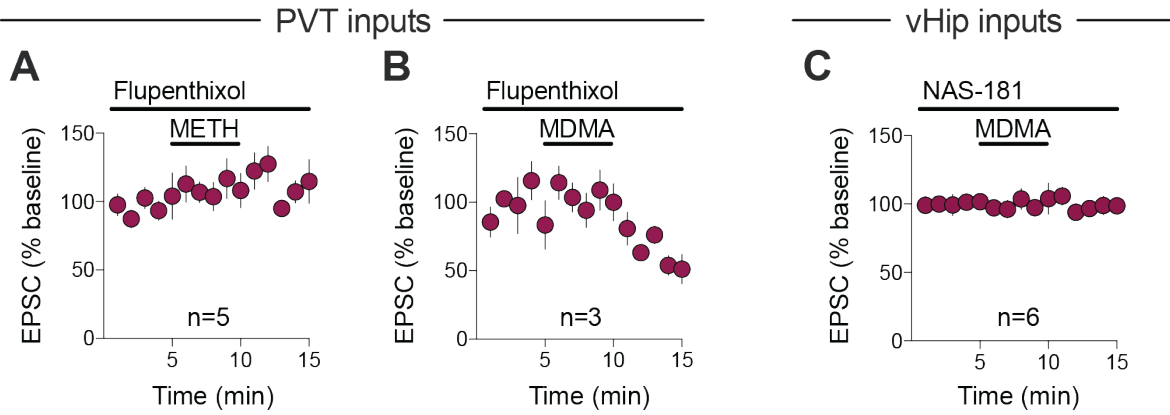 PVT inputs
vHip inputs
A
Flupenthixol
METH
150
100
50
0
EPSC (% baseline)
n=5
5
10
15
Time (min)
B
Flupenthixol
MDMA
150
100
50
0
EPSC (% baseline)
n=3
5
10
15
Time (min)
C
NAS-181
MDMA
150
100
50
0
EPSC (% baseline)
n=6
5
10
15
Time (min)